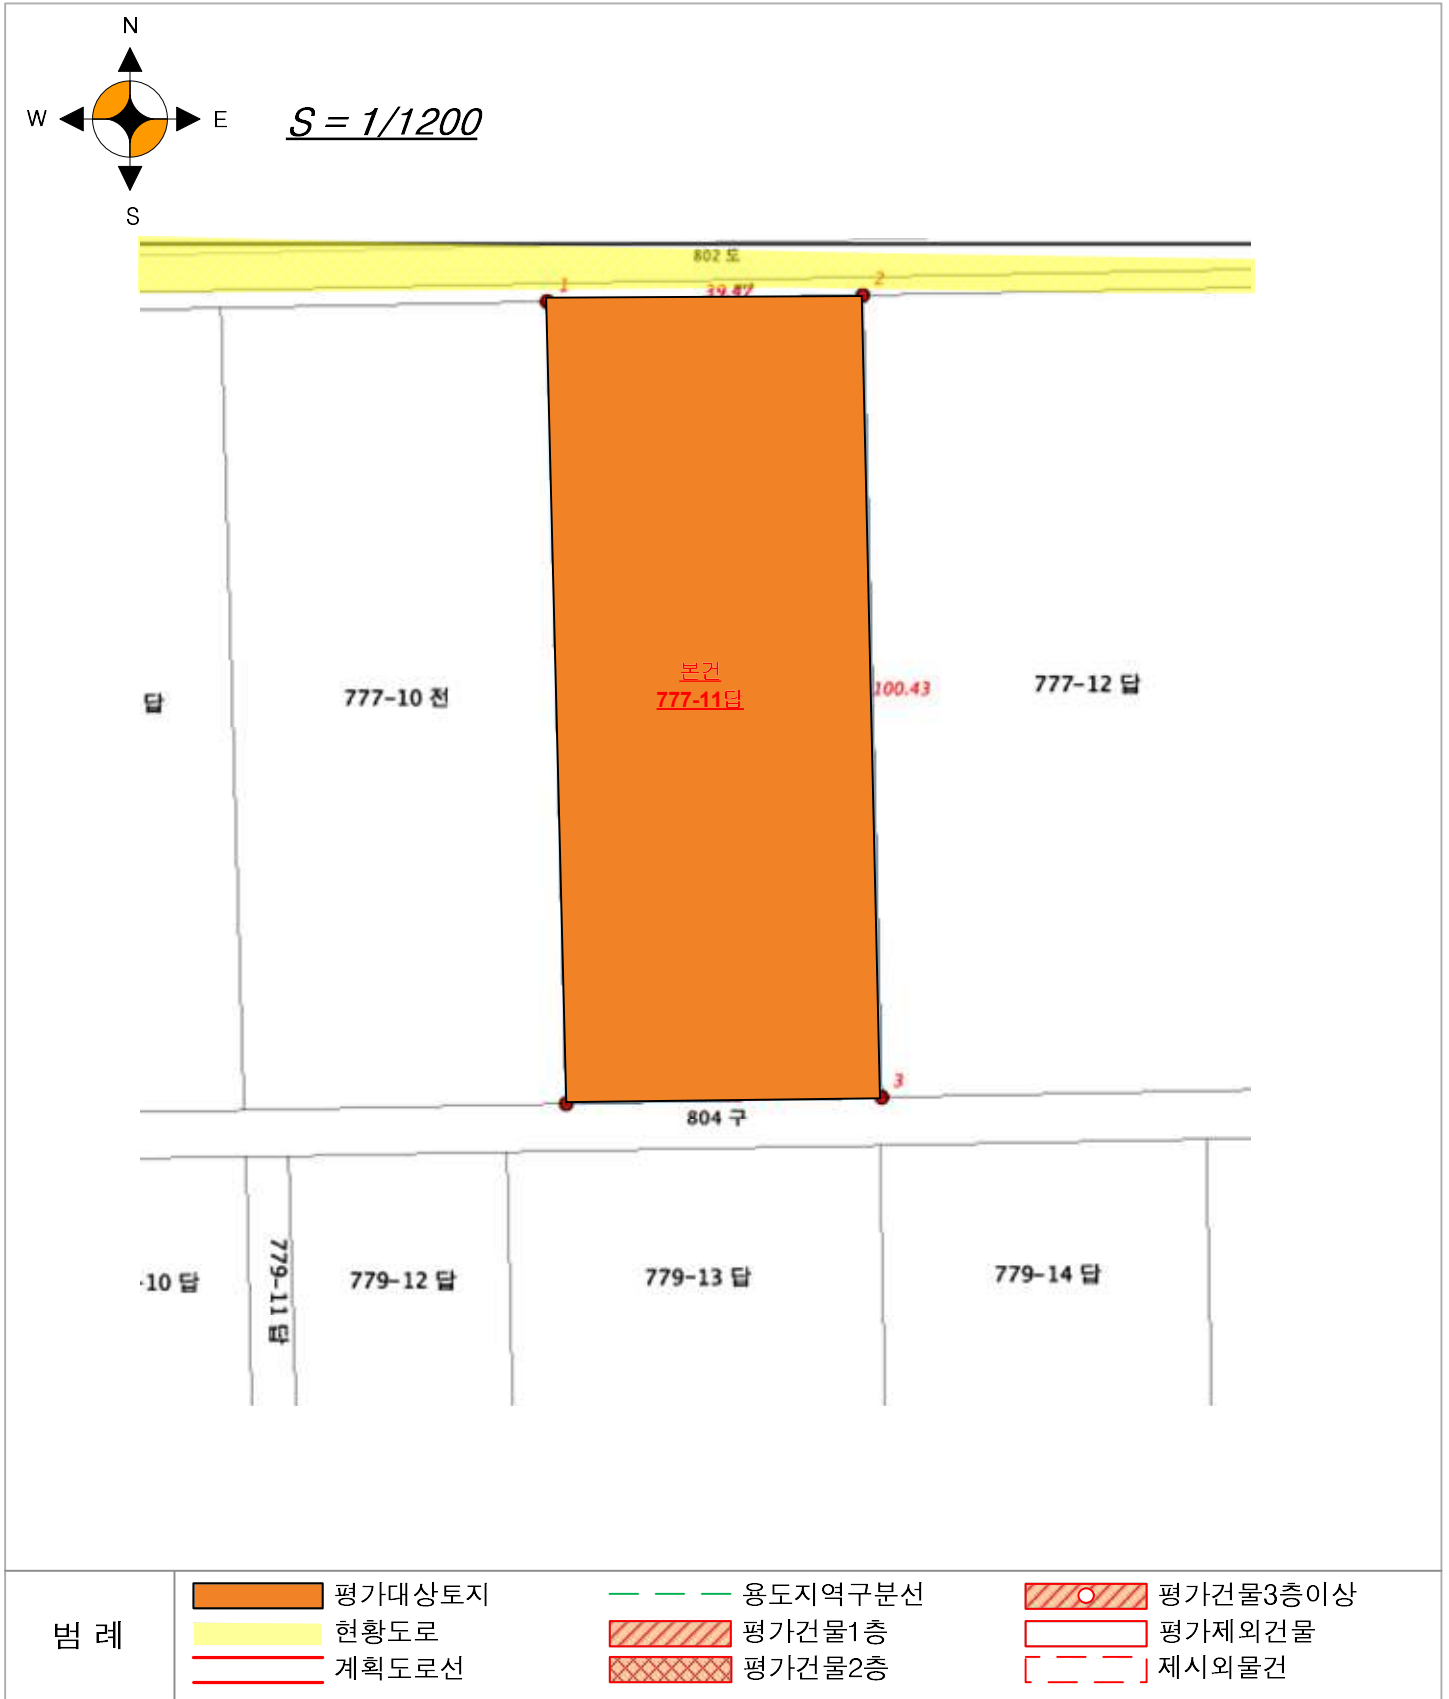 N
W E
S = 1/1200
S
802 도
1
2
39.47
본건
777-11답
100.43
답
777-10 전
777-12 답
3
804 구
-10 답
779-11 답
779-12 답
779-13 답
779-14 답
범 례
평가대상토지
현황도로
계획도로선
용도지역구분선
평가건물1층
평가건물2층
평가건물3층이상
평가제외건물
제시외물건